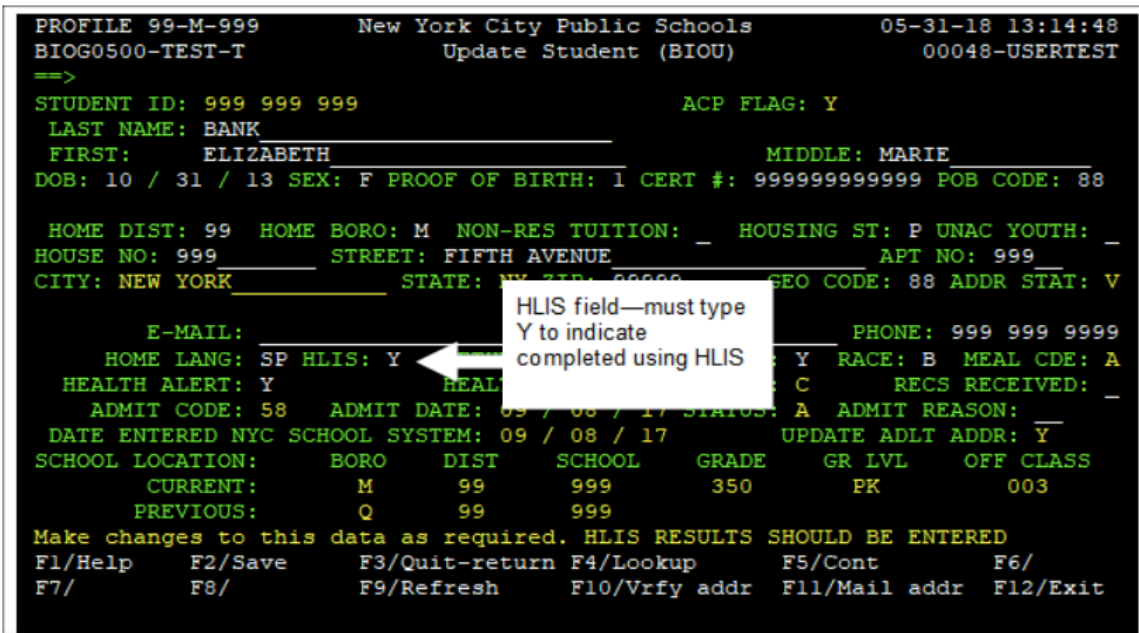 PROFILE 99-M-999 New York City Public Schools 05-31-18 13:14:48
BIOG0500-TEST-T Update Student (BIOU) 00048-USERTEST
==>
STUDENT ID: 999 999 999 ACP FLAG: Y
LAST NAME: BANK
FIRST: ELIZABETH MIDDLE: MARIE
DOB: 10 / 31 / 13 SEX: F PROOF OF BIRTH: 1 CERT #: 999999999999 POB CODE: 88
HOME DIST: 99 HOME BORO: M NON-RES TUITION: _ HOUSING ST: P UNAC YOUTH: _
HOUSE NO: 999 STREET: FIFTH AVENUE APT NO: 999
CITY: NEW YORK STATE: NY ZIP: 99999 GEO CODE: 88 ADDR STAT: V
HLIS field—must type
Y to indicate
completed using HLIS
E-MAIL: PHONE: 999 999 9999
HOME LANG: SP HLIS: Y Y RACE: B MEAL CDE: A
HEALTH ALERT: Y C RECS RECEIVED: _
ADMIT CODE: 58 ADMIT DATE: 09 / 08 / 17 STATUS: A ADMIT REASON: __
DATE ENTERED NYC SCHOOL SYSTEM: 09 / 08 / 17 UPDATE ADLT ADDR: Y
SCHOOL LOCATION: BORO DIST SCHOOL GRADE GR LVL OFF CLASS
CURRENT: M 99 999 350 PK 003
PREVIOUS: Q 99 999
Make changes to this data as required. HLIS RESULTS SHOULD BE ENTERED
F1/Help F2/Save F3/Quit-return F4/Lookup F5/Cont F6/
F7/ F8/ F9/Refresh F10/Vrfy addr F11/Mail addr F12/Exit